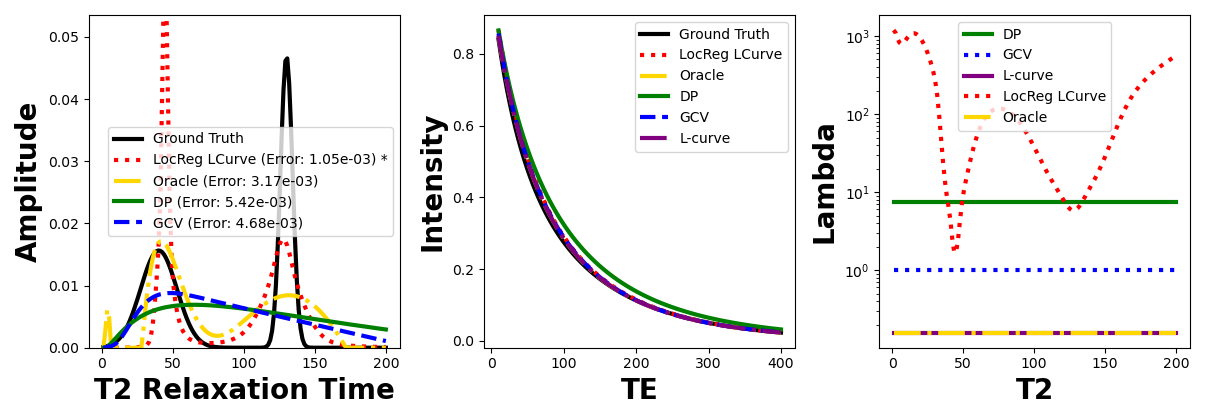 0.05
0.04
0.03
0.02
0.01
0.00
Amplitude
Ground Truth
LocReg LCurve (Error: 1.05e-03) *
Oracle (Error: 3.17e-03)
DP (Error: 5.42e-03)
GCV (Error: 4.68e-03)
0 50 100 150 200
T2 Relaxation Time
0.8
0.6
0.4
0.2
0.0
Intensity
Ground Truth
LocReg LCurve
Oracle
DP
GCV
L-curve
0 100 200 300 400
TE
10³
10²
10¹
10⁰
Lambda
DP
GCV
L-curve
LocReg LCurve
Oracle
0 50 100 150 200
T2